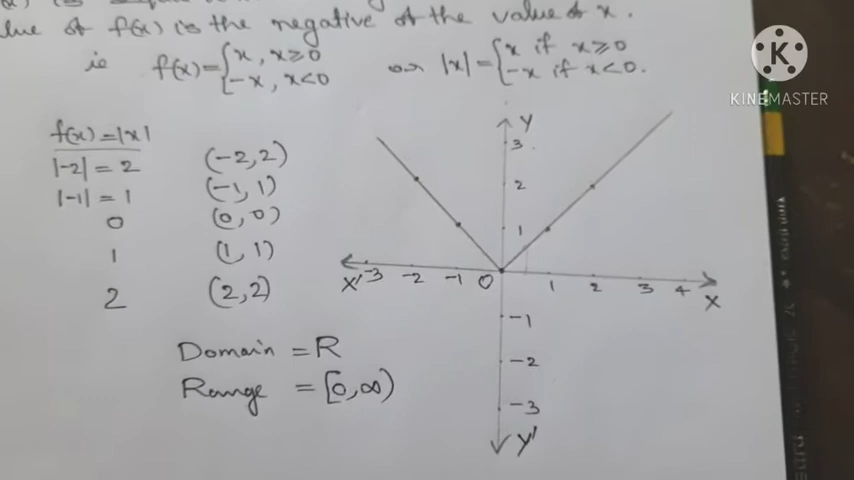 is
lue of f(x) is the negative of the value of x.
ie f(x) = { x, x ≥ 0 or |x| = { x if x ≥ 0
{ -x, x < 0 { -x if x < 0.
K
KINEMASTER
f(x) = |x|
|-2| = 2 (-2, 2)
|-1| = 1 (-1, 1)
0 (0, 0)
1 (1, 1)
2 (2, 2)
Domain = R
Range = [0, ∞)
Y
3
2
1
X' -3 -2 -1 0 1 2 3 4 X
-1
-2
-3
Y'